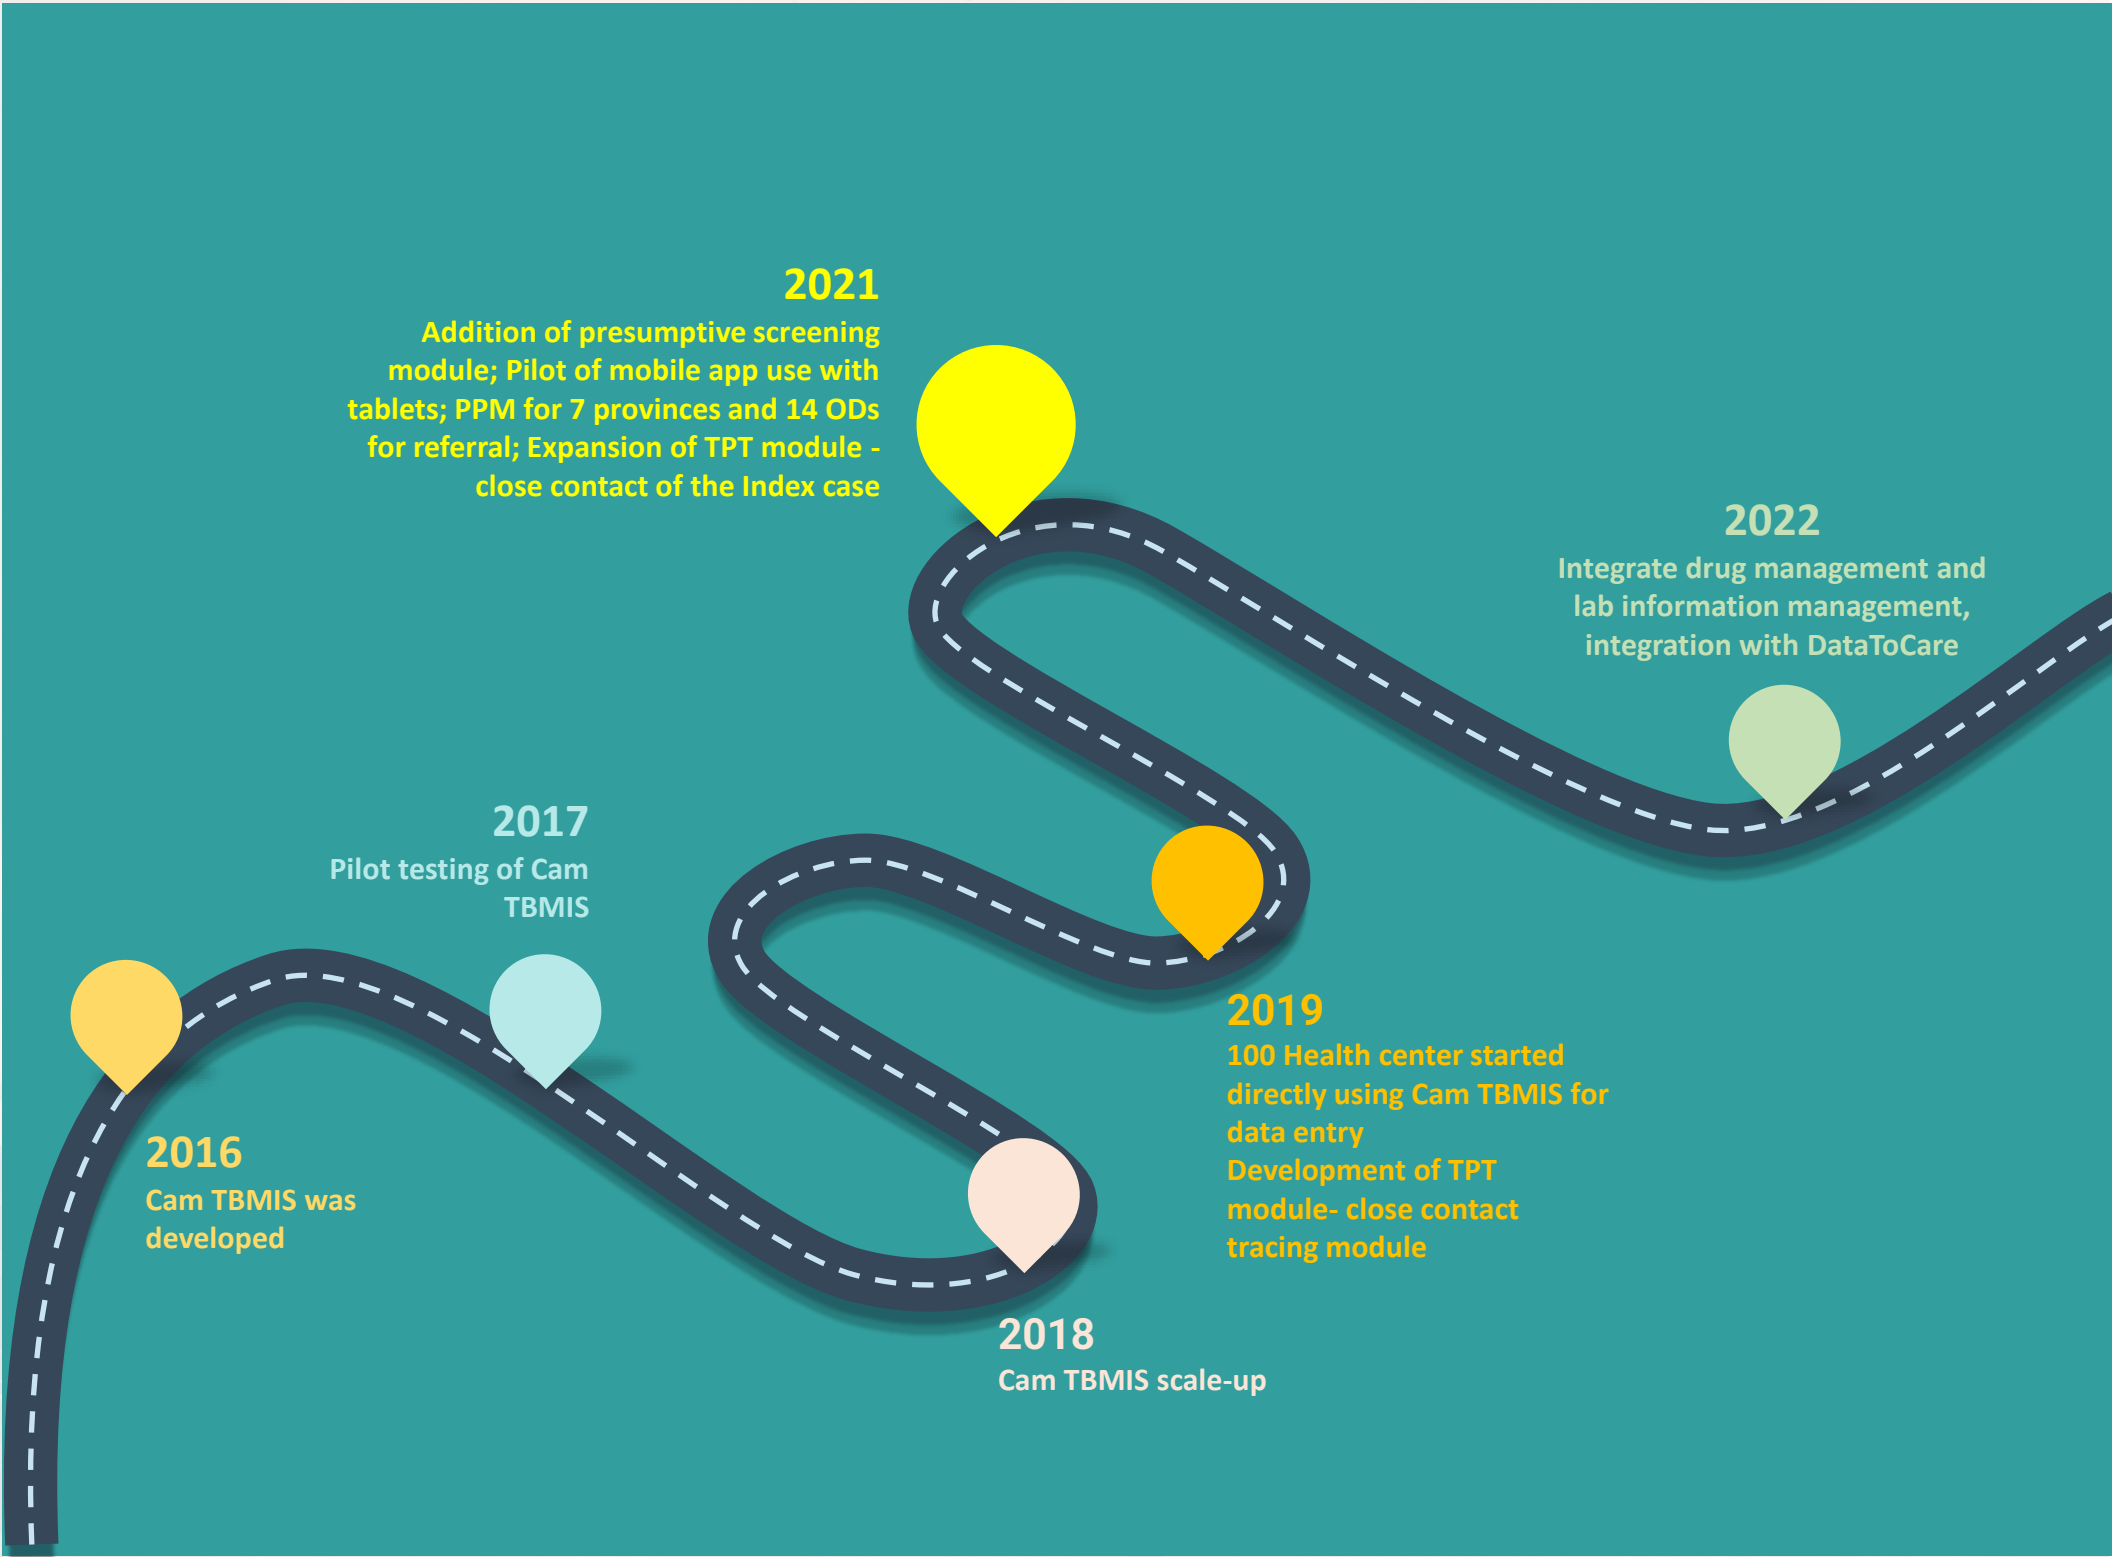 2021
Addition of presumptive screening
module; Pilot of mobile app use with
tablets; PPM for 7 provinces and 14 ODs
for referral; Expansion of TPT module -
close contact of the Index case
2022
Integrate drug management and
lab information management,
integration with DataToCare
2017
Pilot testing of Cam
TBMIS
2019
100 Health center started
directly using Cam TBMIS for
data entry
Development of TPT
module- close contact
tracing module
2016
Cam TBMIS was
developed
2018
Cam TBMIS scale-up